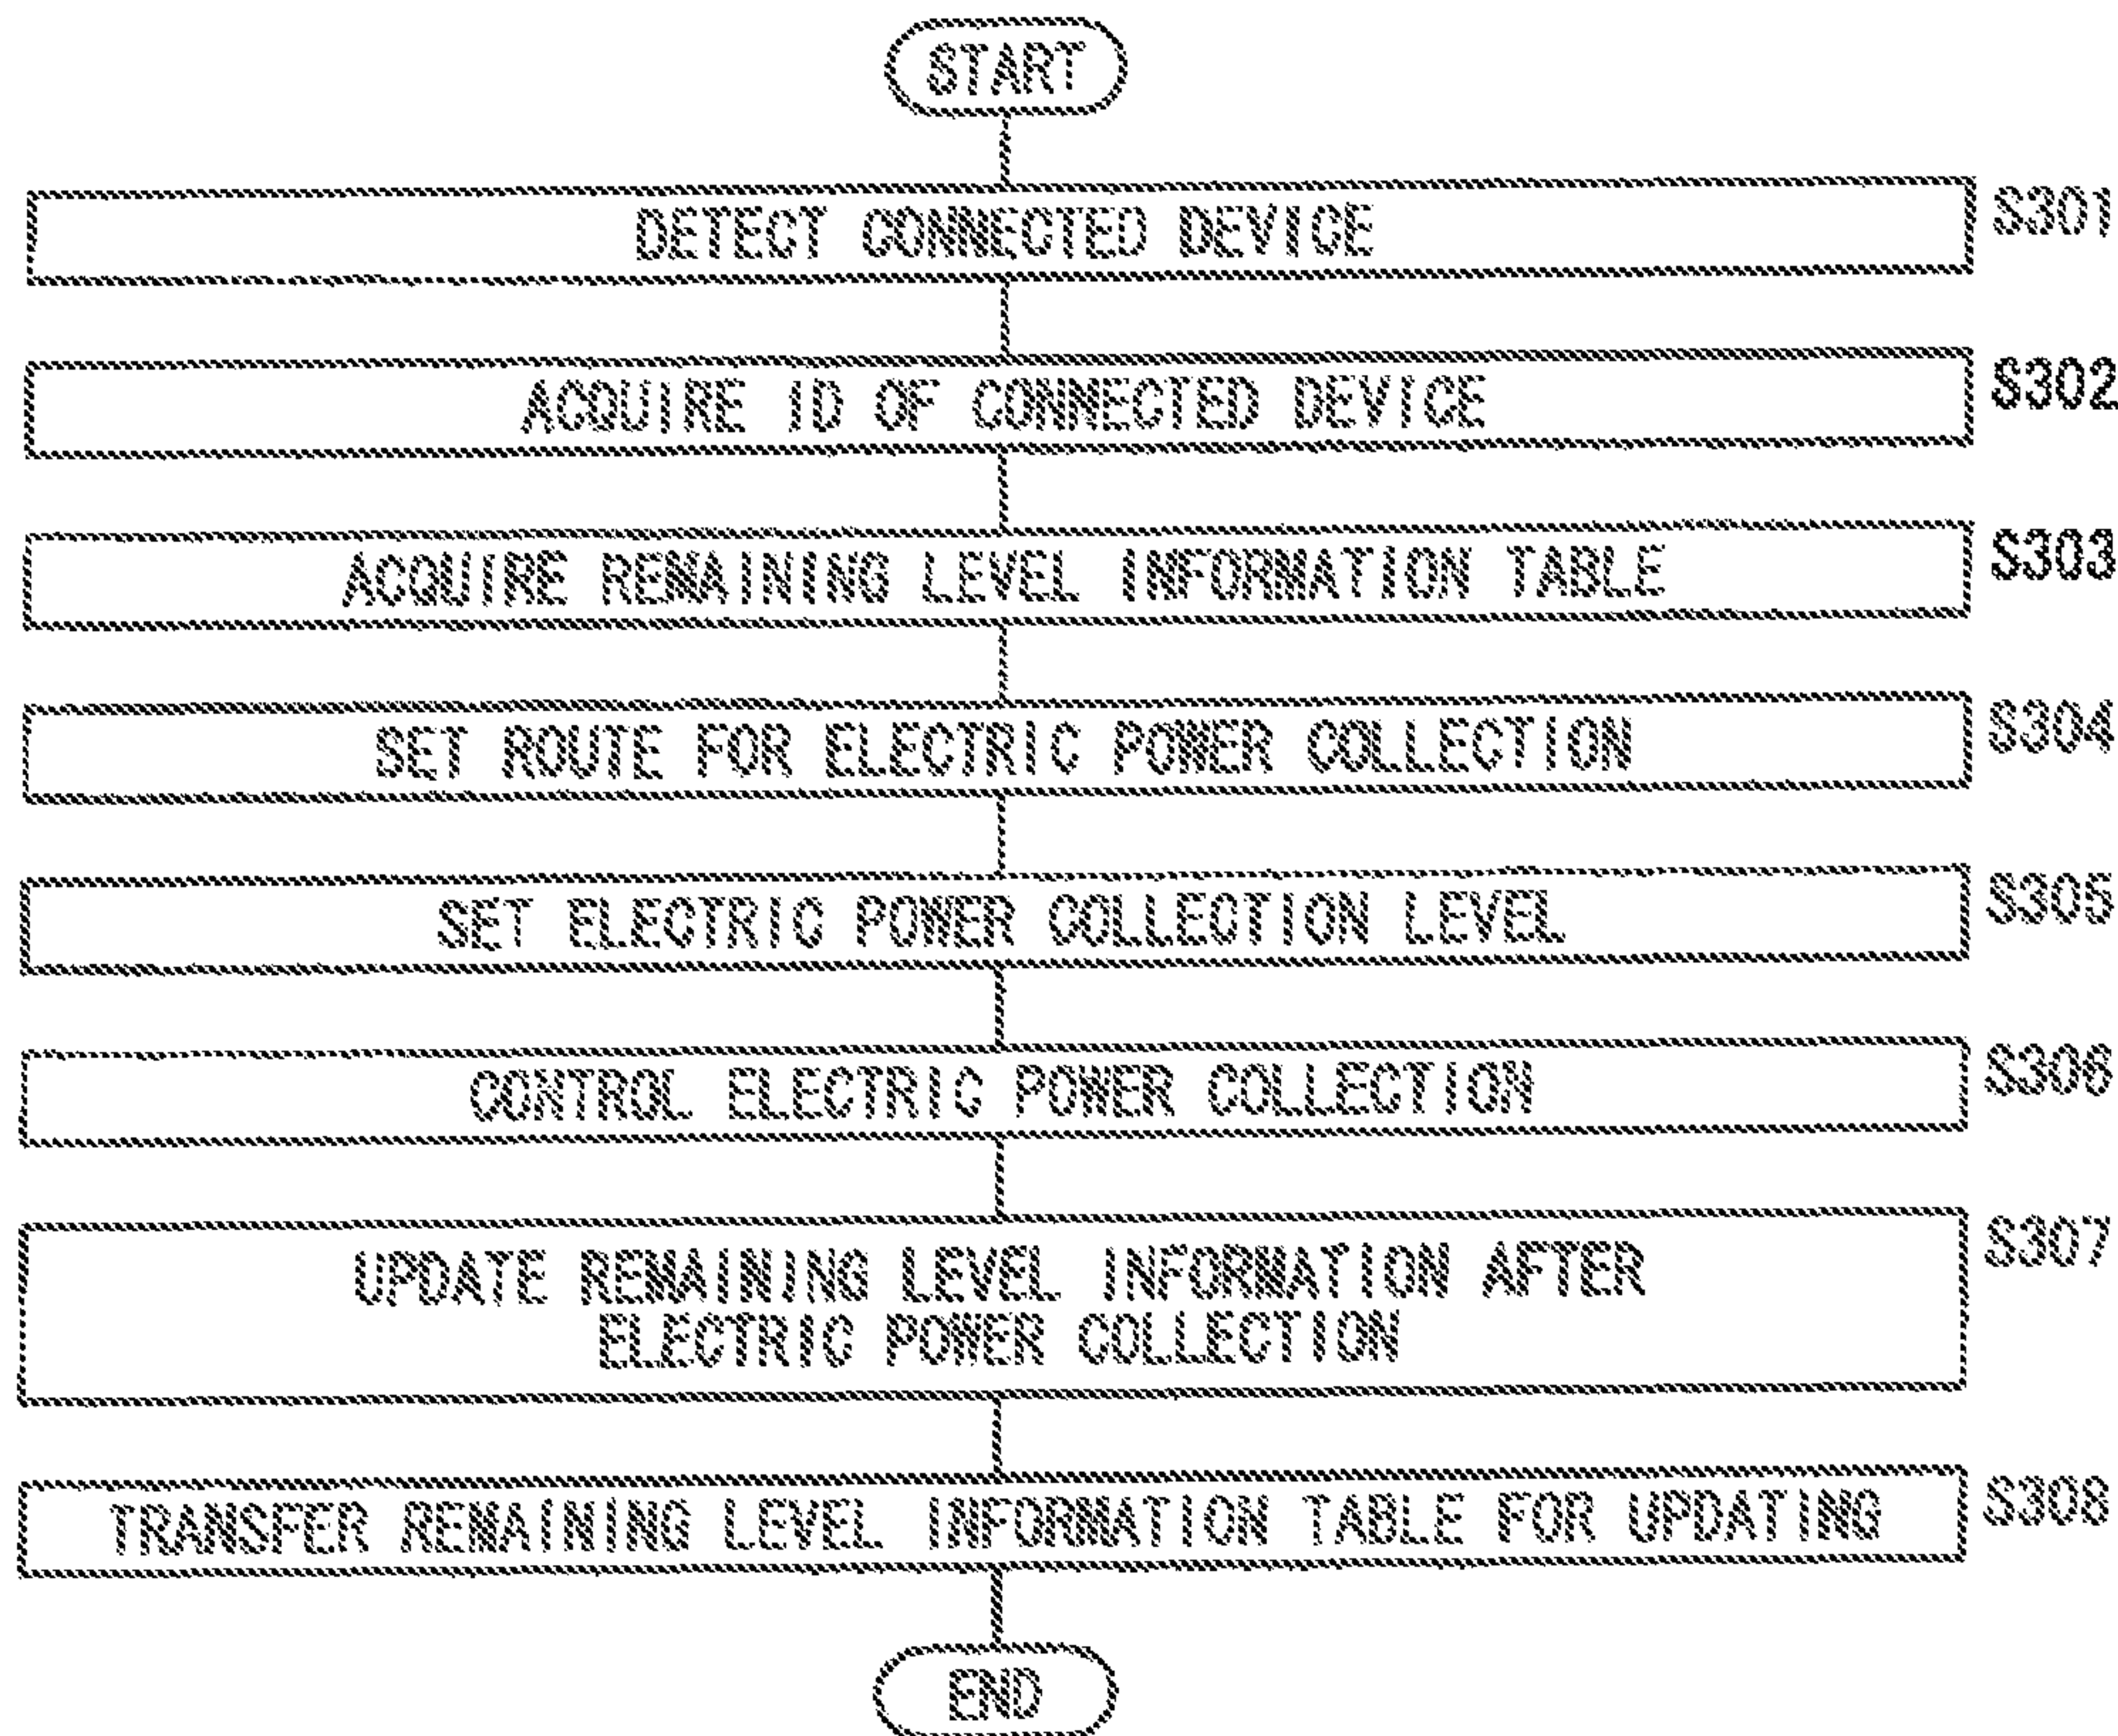 START
DETECT CONNECTED DEVICE
S301
ACQUIRE ID OF CONNECTED DEVICE
S302
ACQUIRE REMAINING LEVEL INFORMATION TABLE
S303
SET ROUTE FOR ELECTRIC POWER COLLECTION
S304
SET ELECTRIC POWER COLLECTION LEVEL
S305
CONTROL ELECTRIC POWER COLLECTION
S306
UPDATE REMAINING LEVEL INFORMATION AFTER
ELECTRIC POWER COLLECTION
S307
TRANSFER REMAINING LEVEL INFORMATION TABLE FOR UPDATING
S308
END